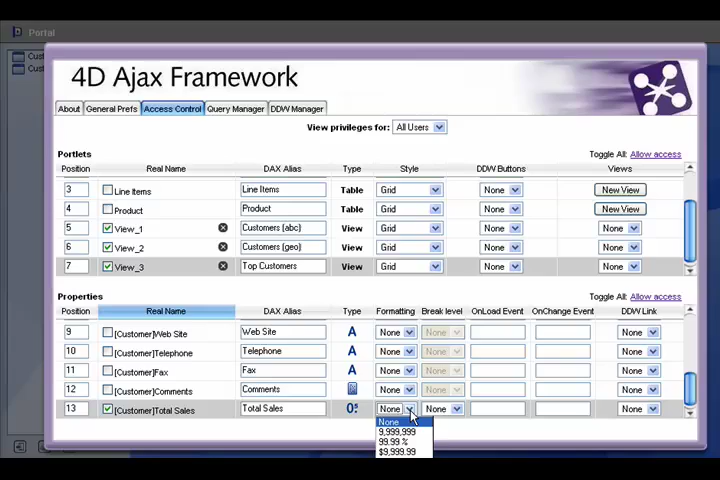 Portal
Cust
Cust
4D Ajax Framework
About General Prefs Access Control Query Manager DDW Manager
View privileges for: All Users
Portlets Toggle All: Allow access
Position Real Name DAX Alias Type Style DDW Buttons Views
3 Line Items Line Items Table Grid None New View
4 Product Product Table Grid None New View
5 View_1 Customers (abc) View Grid None None
6 View_2 Customers (geo) View Grid None None
7 View_3 Top Customers View Grid None None
Properties Toggle All: Allow access
Position Real Name DAX Alias Type Formatting Break level OnLoad Event OnChange Event DDW Link
9 [Customer]Web Site Web Site A None None None
10 [Customer]Telephone Telephone A None None None
11 [Customer]Fax Fax A None None None
12 [Customer]Comments Comments None None None
13 [Customer]Total Sales Total Sales None None None
None
9,999,999
99.99 %
$9,999.99